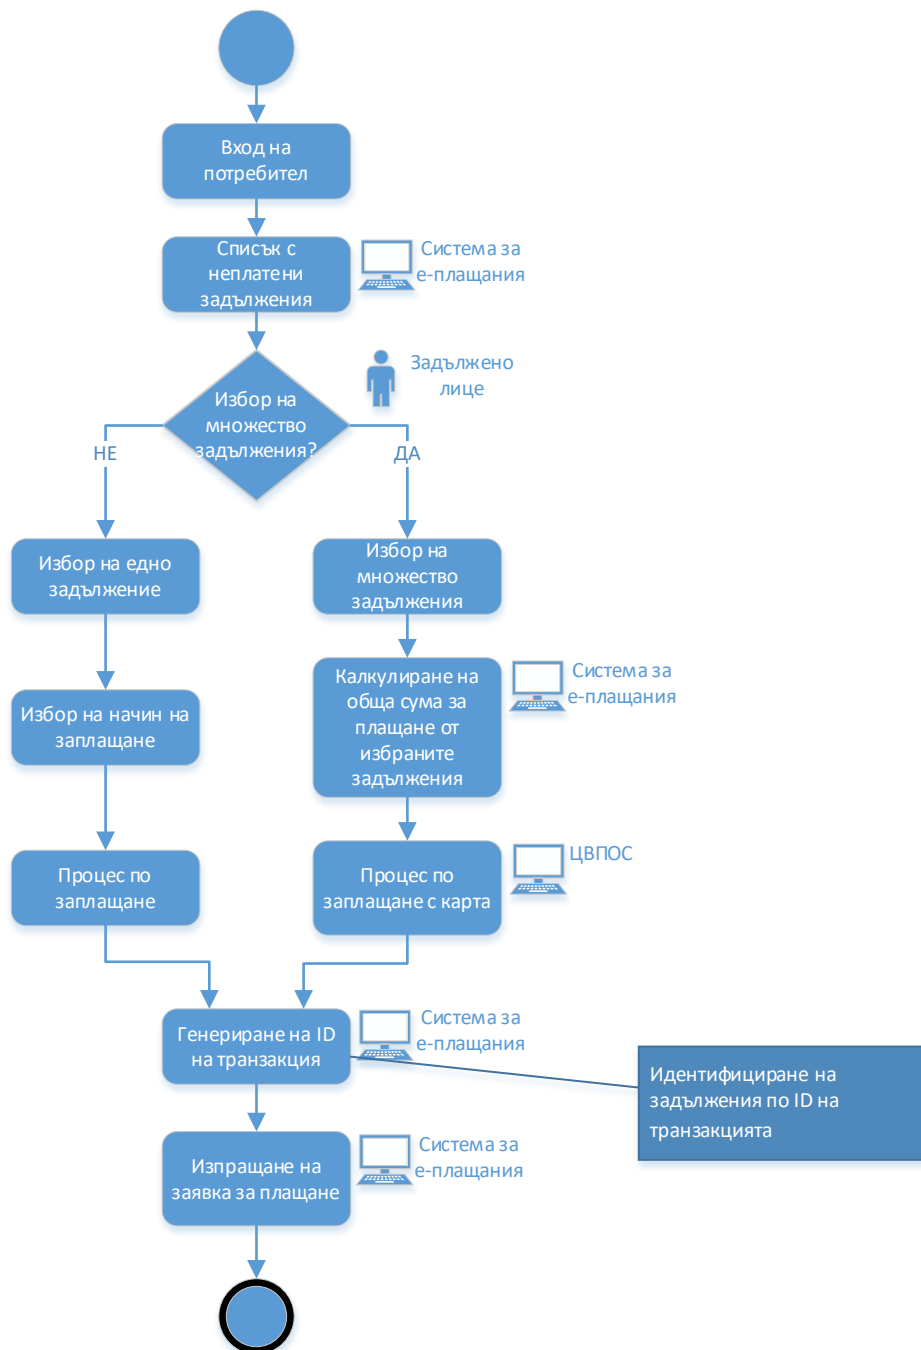 Вход на
потребител
Списък с
неплатени
задължения
Система за
е-плащания
Задължено
лице
Избор на
множество
задължения?
НЕ
ДА
Избор на едно
задължение
Избор на
множество
задължения
Избор на начин на
заплащане
Калкулиране на
обща сума за
плащане от
избраните
задължения
Система за
е-плащания
Процес по
заплащане
Процес по
заплащане с карта
ЦВПОС
Генериране на ID
на транзакция
Система за
е-плащания
Идентифициране на
задължения по ID на
транзакцията
Изпращане на
заявка за плащане
Система за
е-плащания